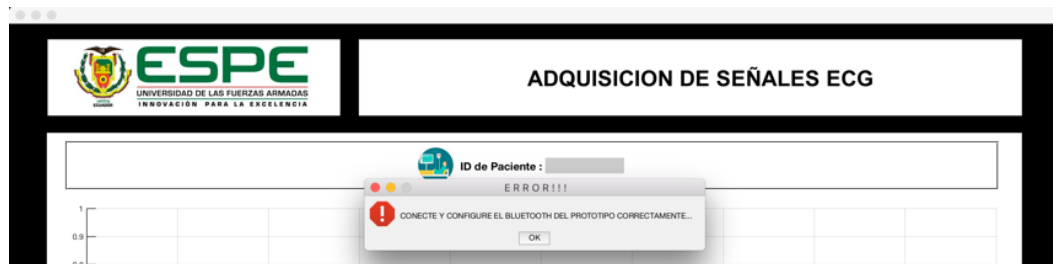 ESPE
UNIVERSIDAD DE LAS FUERZAS ARMADAS
INNOVACIÓN PARA LA EXCELENCIA
ADQUISICION DE SEÑALES ECG
ID de Paciente :
ERROR!!!
CONECTE Y CONFIGURE EL BLUETOOTH DEL PROTOTIPO CORRECTAMENTE...
OK
1
0.9